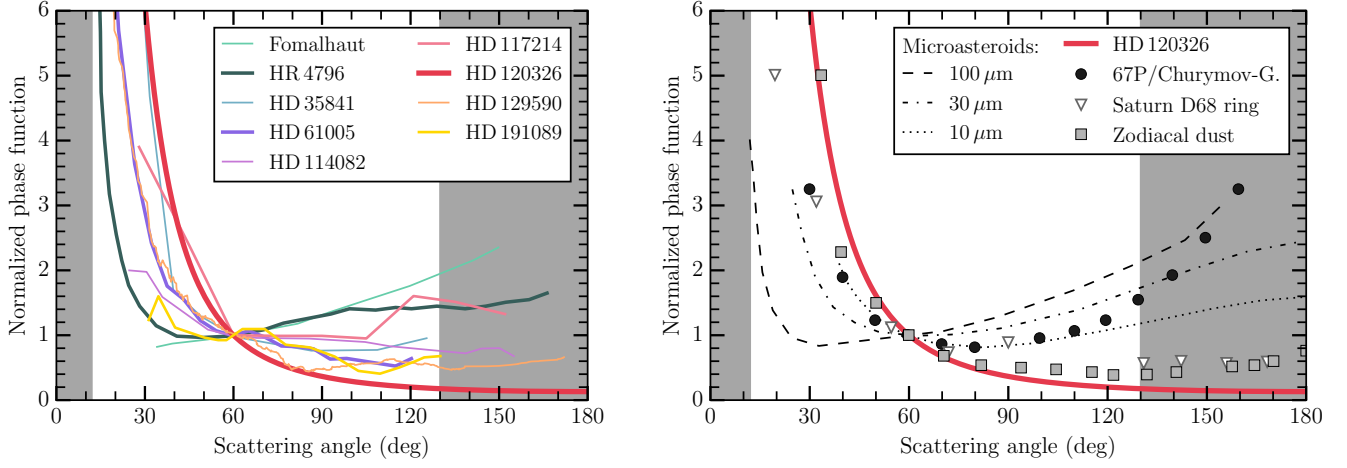 Normalized phase function
6
5
4
3
2
1
0
0 30 60 90 120 150 180
Scattering angle (deg)
Fomalhaut
HR 4796
HD 35841
HD 61005
HD 114082
HD 117214
HD 120326
HD 129590
HD 191089
Normalized phase function
6
5
4
3
2
1
0
0 30 60 90 120 150 180
Scattering angle (deg)
Microasteroids:
100 μm
30 μm
10 μm
HD 120326
67P/Churymov-G.
Saturn D68 ring
Zodiacal dust